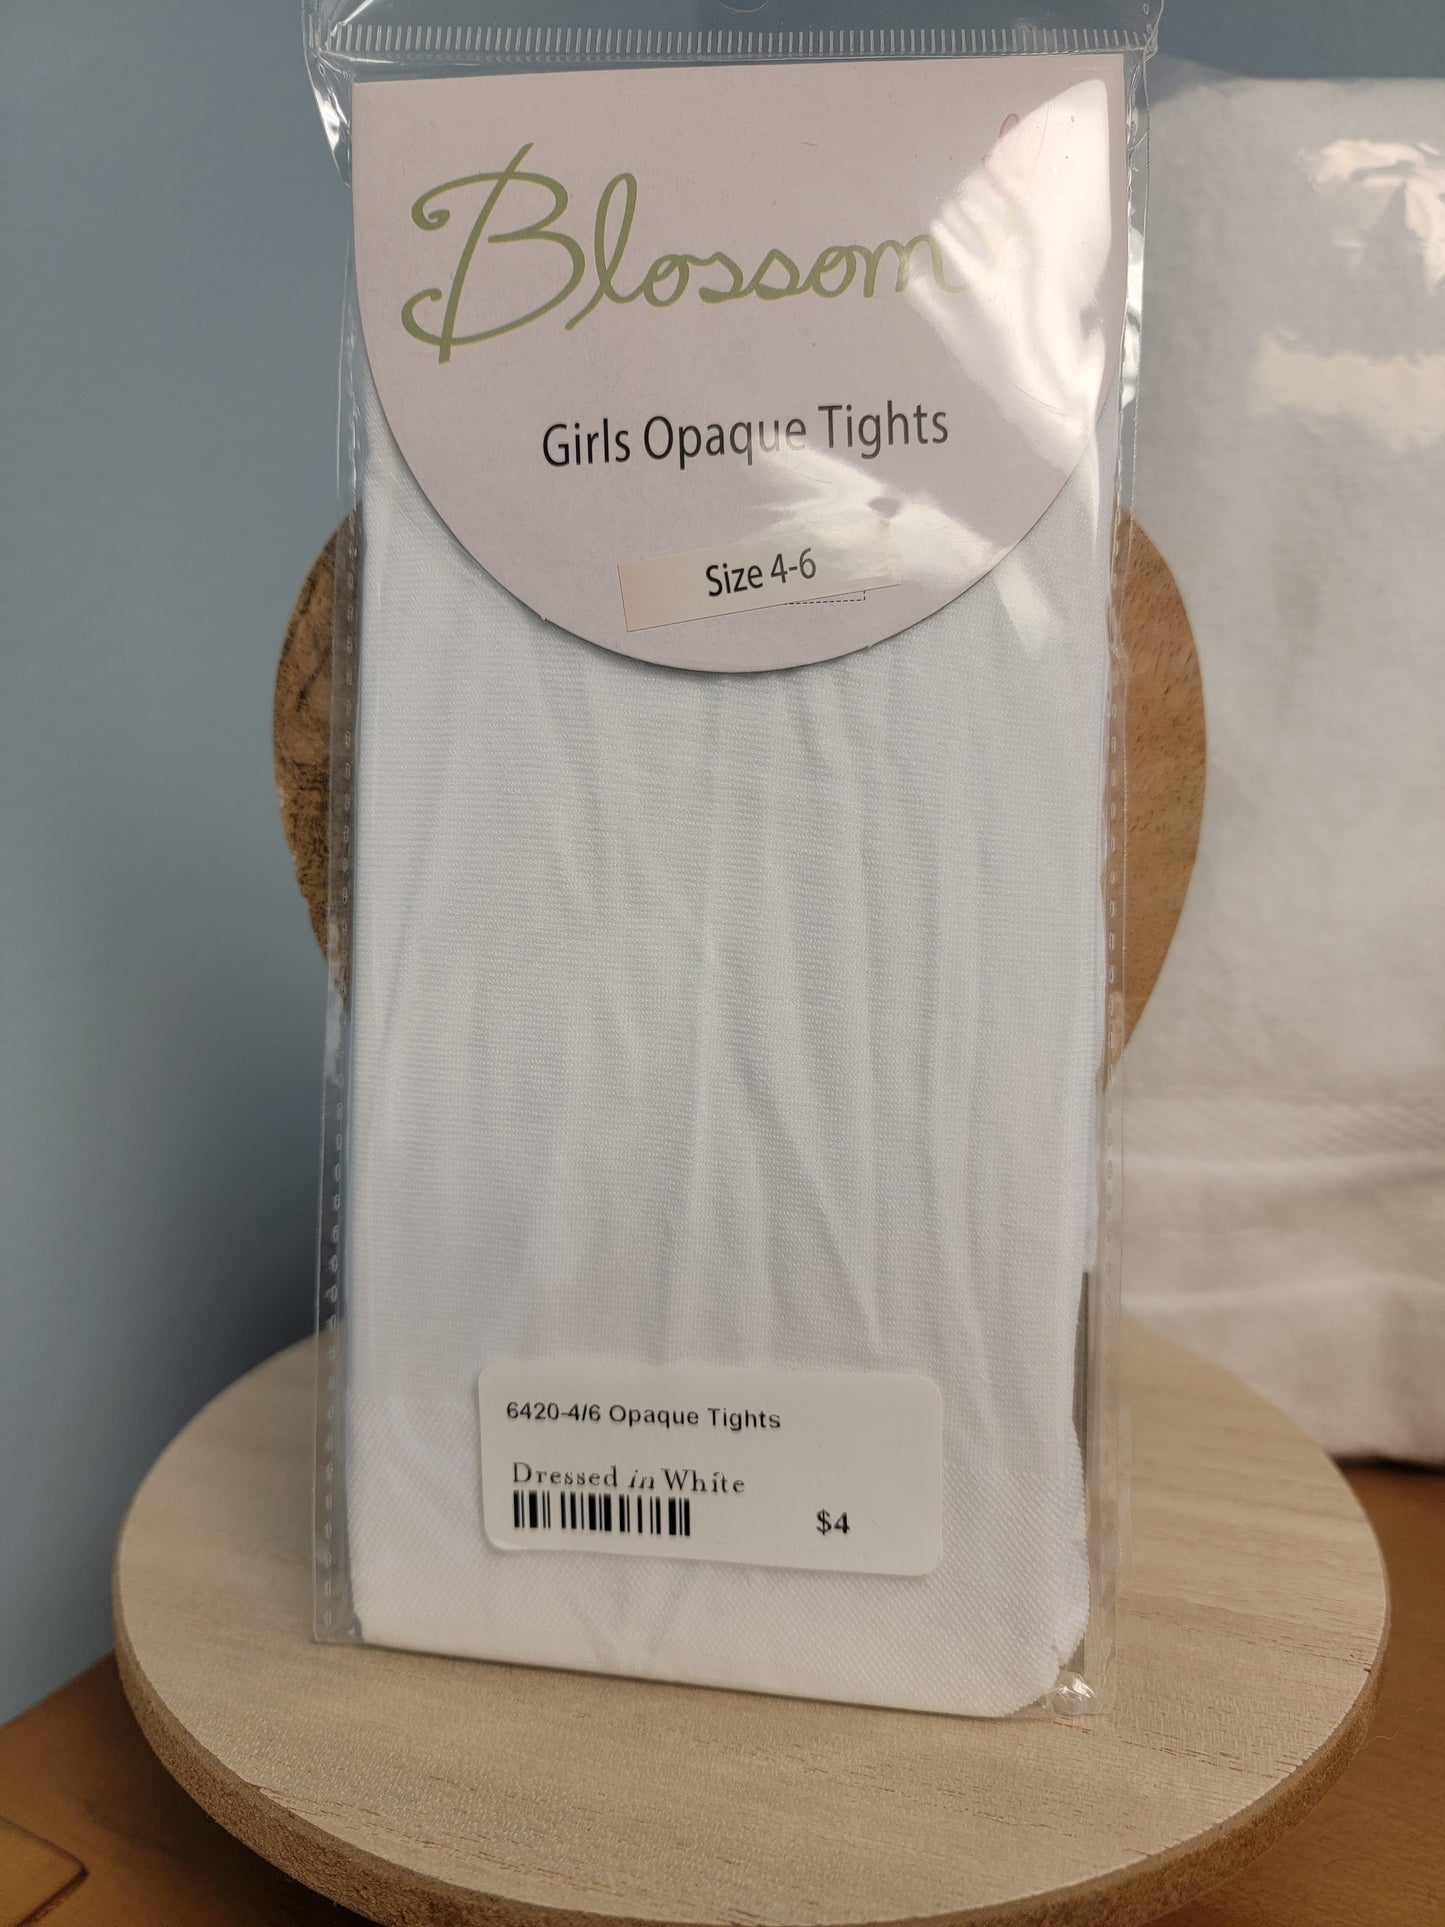 Blossom
Girls Opaque Tights
Size 4-6
6420-4/6 Opaque Tights
Dressed in White
$4